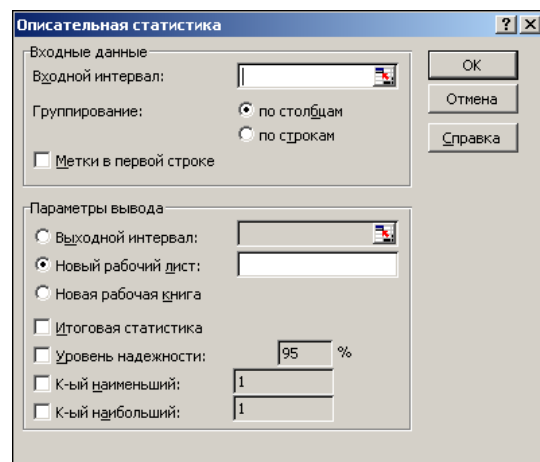 Описательная статистика
Входные данные
Входной интервал:
Группирование:
по столбцам
по строкам
Метки в первой строке
OK
Отмена
Справка
Параметры вывода
Выходной интервал:
Новый рабочий лист:
Новая рабочая книга
Итоговая статистика
Уровень надежности: 95 %
К-ый наименьший: 1
К-ый наибольший: 1